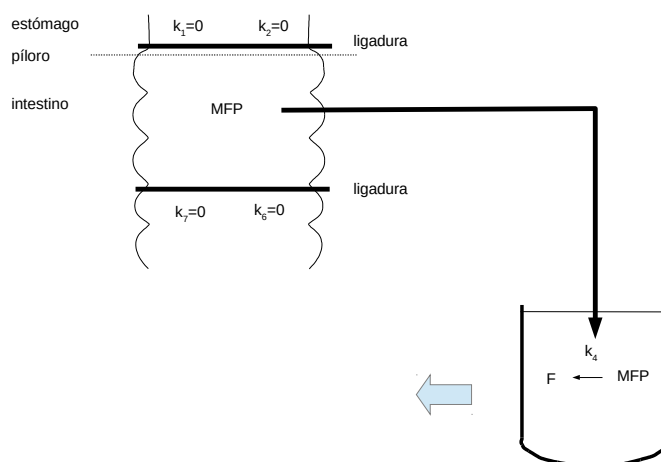 estómago
k₁=0 k₂=0
ligadura
píloro
intestino
MFP
ligadura
k₇=0 k₆=0
k₄
F MFP